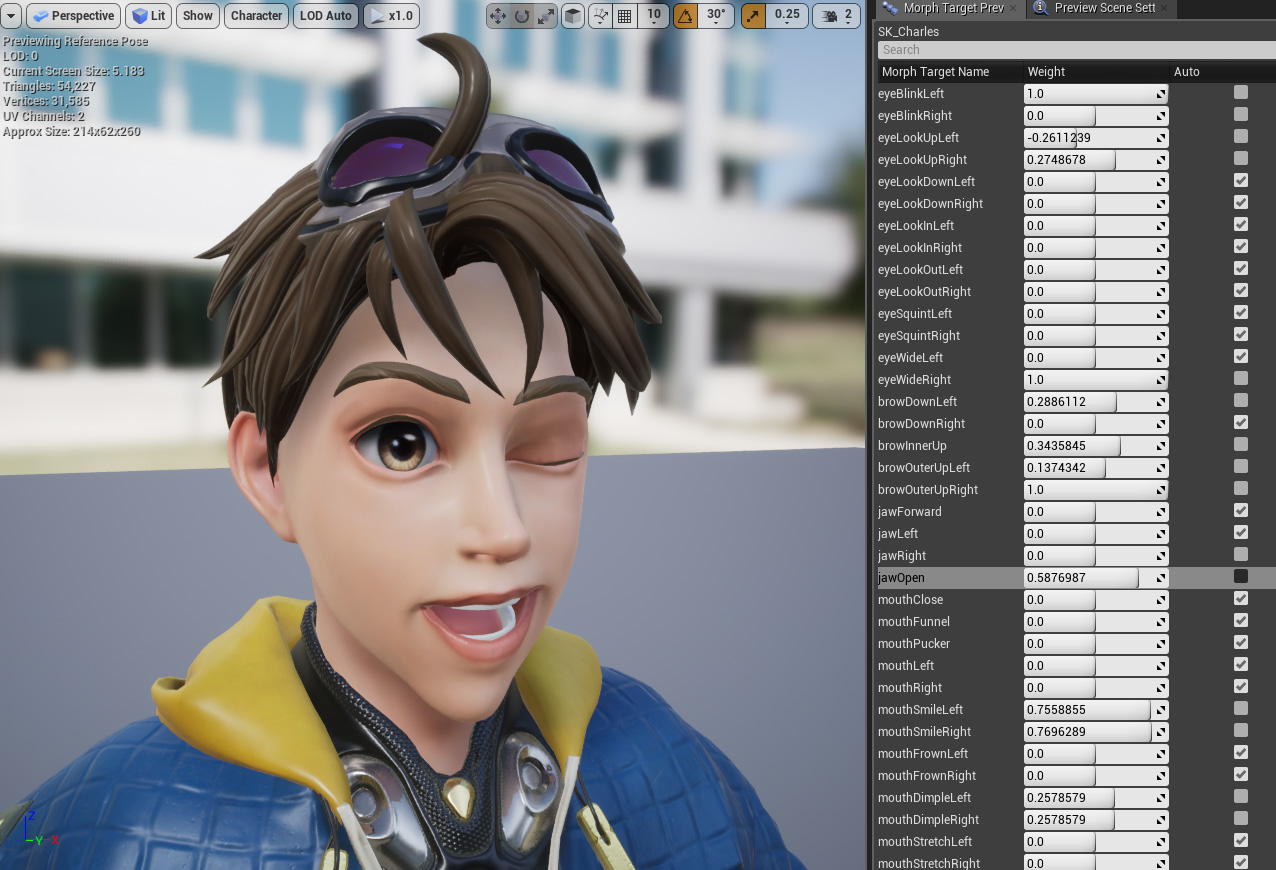 Perspective Lit Show Character LOD Auto x1.0 10 30° 0.25 2
Previewing Reference Pose
LOD: 0
Current Screen Size: 5.183
Triangles: 54,227
Vertices: 31,585
UV Channels: 2
Approx Size: 214x62x260
Z
Y X
Morph Target Prev Preview Scene Sett
SK_Charles
Search
Morph Target Name Weight Auto
eyeBlinkLeft 1.0
eyeBlinkRight 0.0
eyeLookUpLeft -0.2611239
eyeLookUpRight 0.2748678
eyeLookDownLeft 0.0
eyeLookDownRight 0.0
eyeLookInLeft 0.0
eyeLookInRight 0.0
eyeLookOutLeft 0.0
eyeLookOutRight 0.0
eyeSquintLeft 0.0
eyeSquintRight 0.0
eyeWideLeft 0.0
eyeWideRight 1.0
browDownLeft 0.2886112
browDownRight 0.0
browInnerUp 0.3435845
browOuterUpLeft 0.1374342
browOuterUpRight 1.0
jawForward 0.0
jawLeft 0.0
jawRight 0.0
jawOpen 0.5876987
mouthClose 0.0
mouthFunnel 0.0
mouthPucker 0.0
mouthLeft 0.0
mouthRight 0.0
mouthSmileLeft 0.7558855
mouthSmileRight 0.7696289
mouthFrownLeft 0.0
mouthFrownRight 0.0
mouthDimpleLeft 0.2578579
mouthDimpleRight 0.2578579
mouthStretchLeft 0.0
mouthStretchRight 0.0